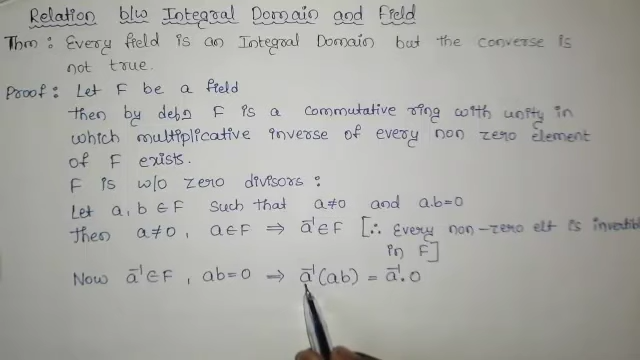 Relation b/w Integral Domain and Field
Thm : Every field is an Integral Domain but the converse is
not true.
Proof : Let F be a field
then by defn F is a commutative ring with unity in
which multiplicative inverse of every non zero element
of F exists.
F is w/o zero divisors :
Let a, b ∈ F such that a≠0 and a.b=0
Then a≠0, a∈F ⇒ a⁻¹∈F [∴ Every non-zero elt is invertible
in F]
Now a⁻¹∈F, ab=0 ⇒ a⁻¹(ab) = a⁻¹.0